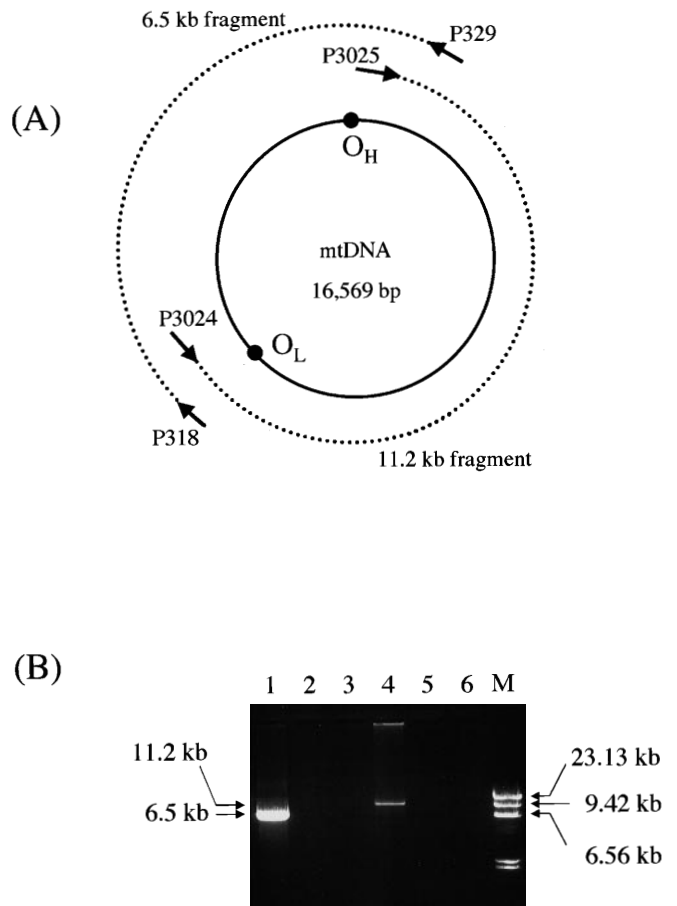 6.5 kb fragment
P329
P3025
(A)
OH
mtDNA
16,569 bp
P3024
OL
P318
11.2 kb fragment
(B)
1 2 3 4 5 6 M
11.2 kb
23.13 kb
6.5 kb
9.42 kb
6.56 kb